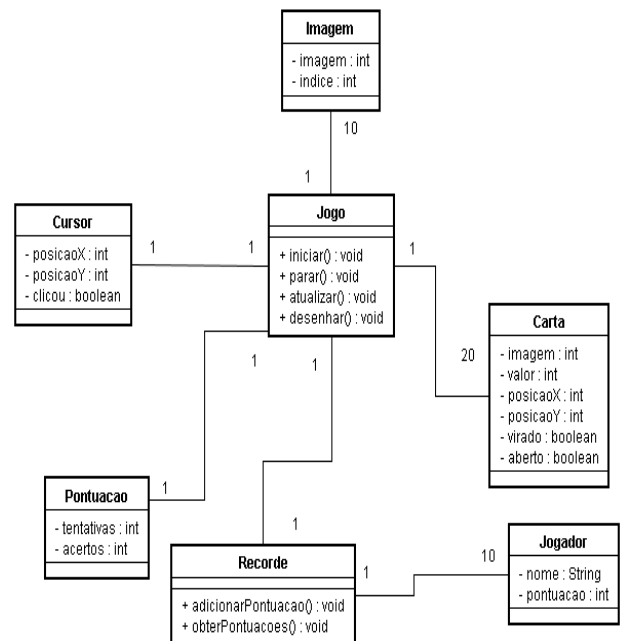 Imagem
- imagem : int
- indice : int
10
1
Jogo
+ iniciar() : void
+ parar() : void
+ atualizar() : void
+ desenhar() : void
Cursor
- posicaoX : int
- posicaoY : int
- clicou : boolean
1
1
1
20
Carta
- imagem : int
- valor : int
- posicaoX : int
- posicaoY : int
- virado : boolean
- aberto : boolean
1
1
Pontuacao
- tentativas : int
- acertos : int
1
1
Recorde
+ adicionarPontuacao() : void
+ obterPontuacoes() : void
1
10
Jogador
- nome : String
- pontuacao : int